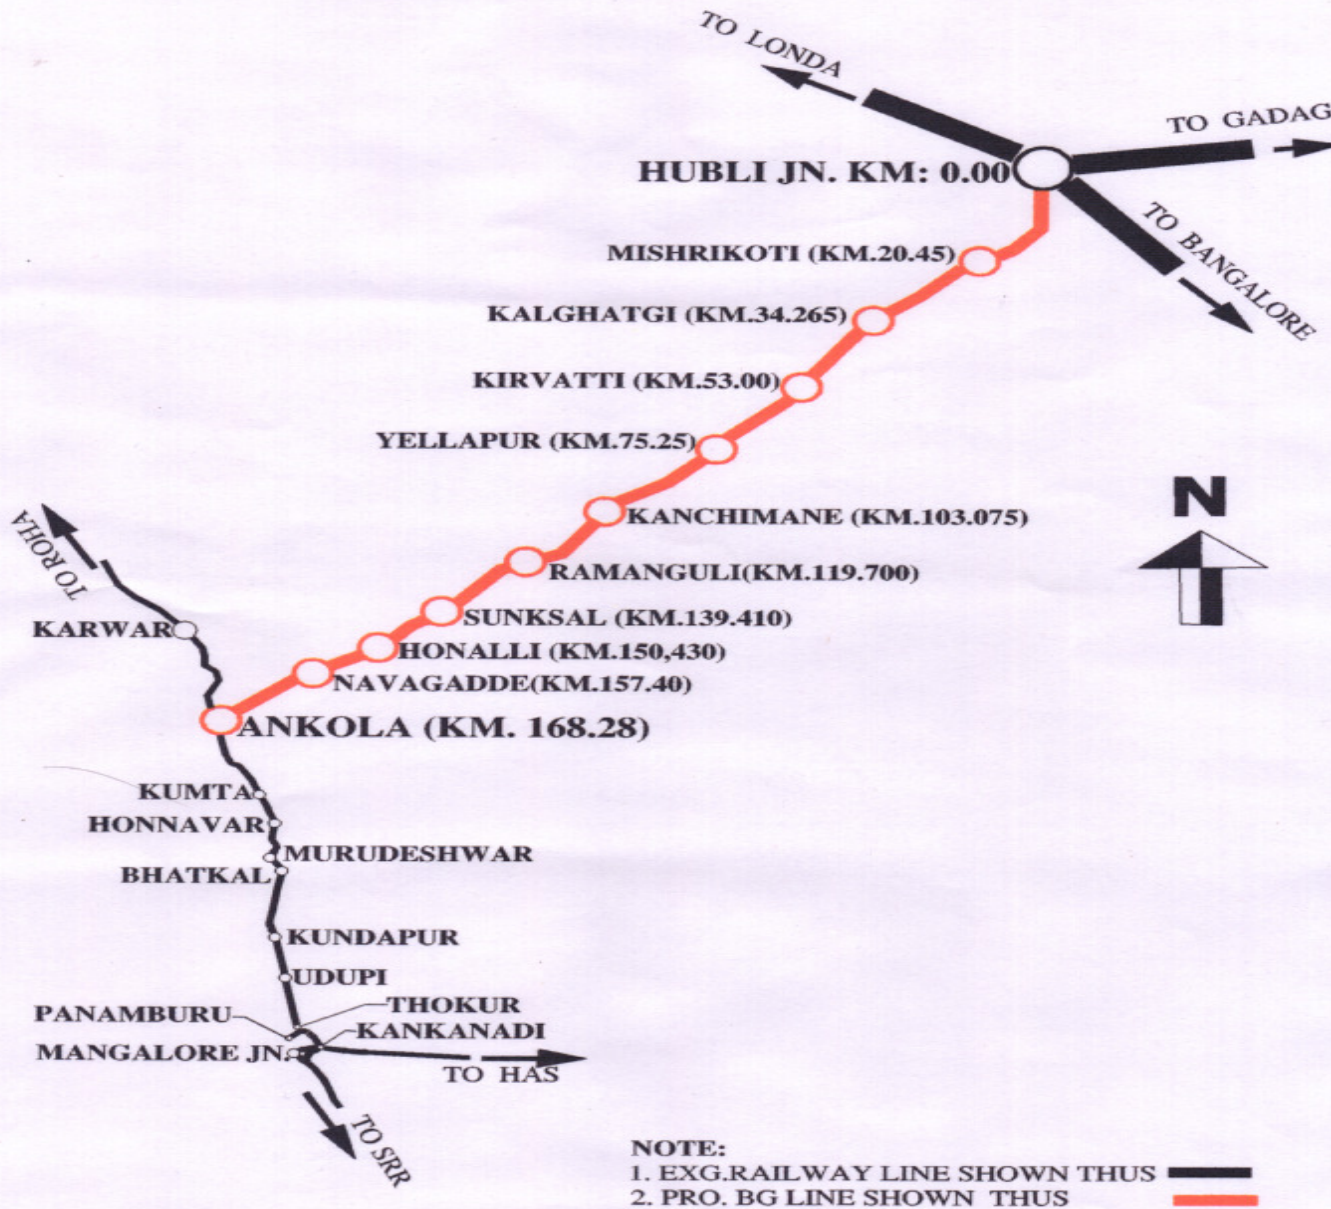 TO LONDA
TO GADAG
HUBLI JN. KM: 0.00
TO BANGALORE
MISHRIKOTI (KM.20.45)
KALGHATGI (KM.34.265)
KIRVATTI (KM.53.00)
YELLAPUR (KM.75.25)
N
KANCHIMANE (KM.103.075)
TO ROHA
RAMANGULI(KM.119.700)
SUNKSAL (KM.139.410)
KARWAR
HONALLI (KM.150,430)
NAVAGADDE(KM.157.40)
ANKOLA (KM. 168.28)
KUMTA
HONNAVAR
MURUDESHWAR
BHATKAL
KUNDAPUR
UDUPI
THOKUR
PANAMBURU
KANKANADI
MANGALORE JN.
TO HAS
TO SRR
NOTE:
1. EXG.RAILWAY LINE SHOWN THUS
2. PRO. BG LINE SHOWN THUS